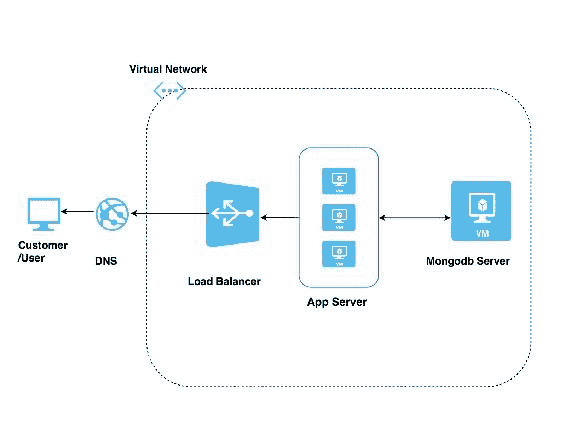 Virtual Network
VM
VM
VM
VM
Customer
/User
DNS
Load Balancer
App Server
Mongodb Server